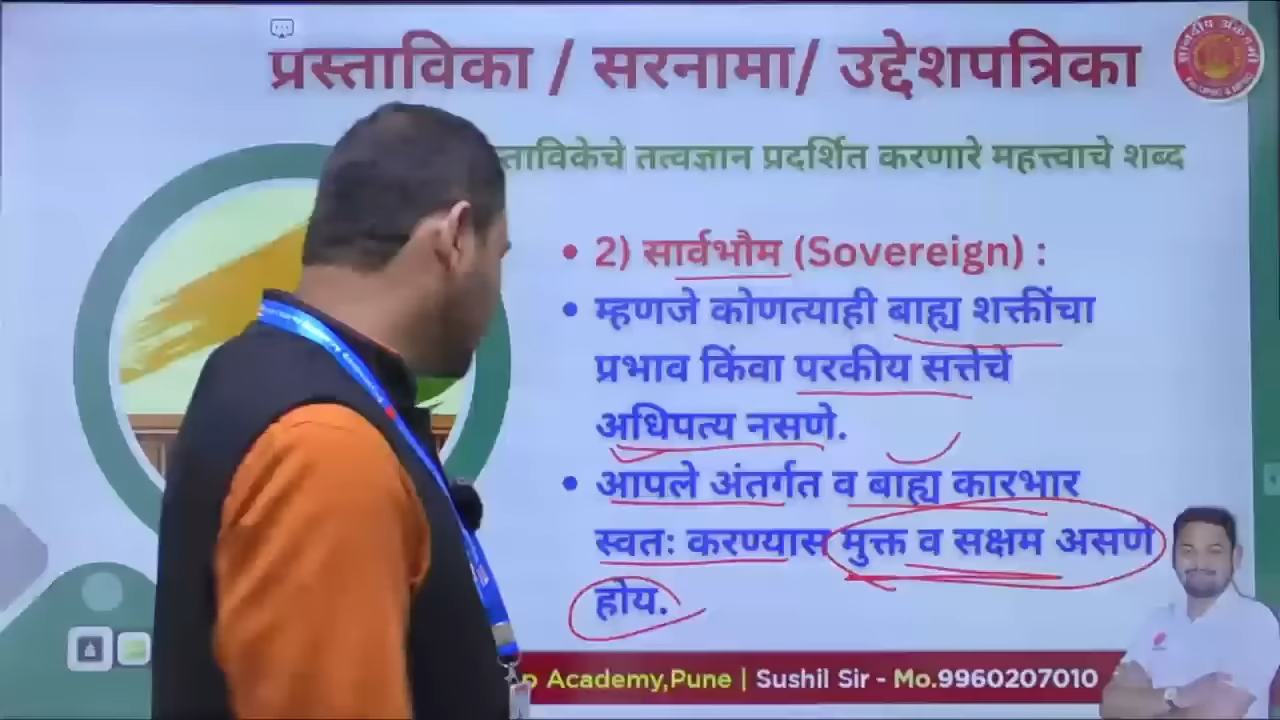 प्रस्ताविका / सरनामा/ उद्देशपत्रिका
तत्वज्ञान प्रदर्शित करणारे महत्त्वाचे शब्द
• 2) सार्वभौम (Sovereign) :
• म्हणजे कोणत्याही बाह्य शक्तींचा
प्रभाव किंवा परकीय सत्तेचे
अधिपत्य नसणे.
• आपले अंतर्गत व बाह्य कारभार
स्वतः करण्यास मुक्त व सक्षम असणे
होय.
Academy,Pune | Sushil Sir - Mo.9960207010